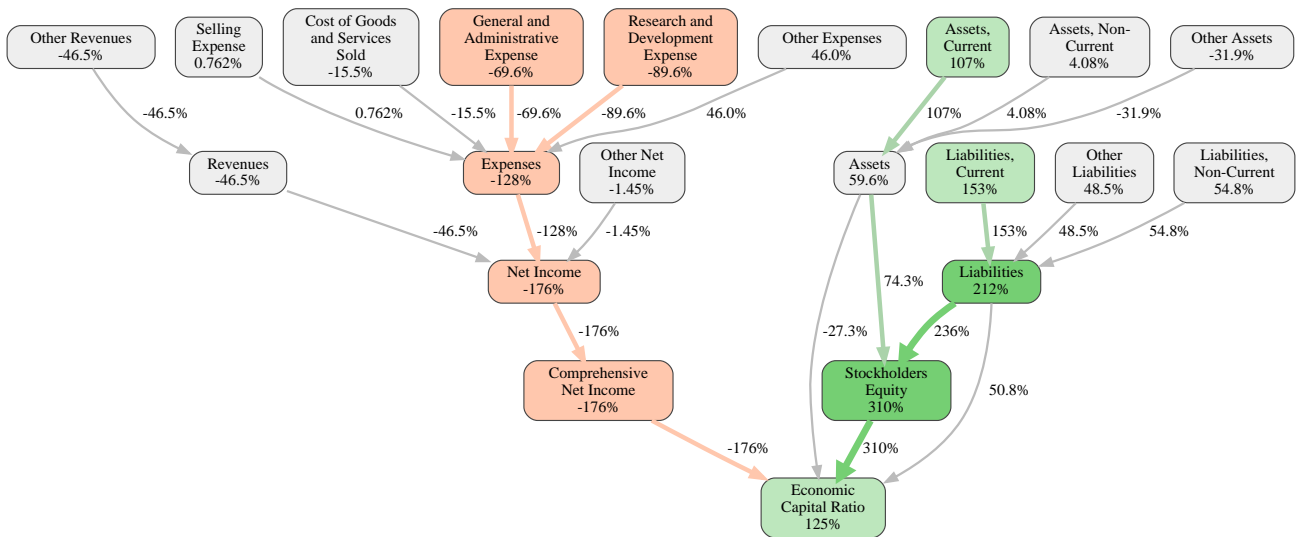 Other Revenues
-46.5%
Selling
Expense
0.762%
Cost of Goods
and Services
Sold
-15.5%
General and
Administrative
Expense
-69.6%
Research and
Development
Expense
-89.6%
Other Expenses
46.0%
Assets,
Current
107%
Assets, Non-
Current
4.08%
Other Assets
-31.9%
-46.5%
0.762%
-15.5%
-69.6%
-89.6%
46.0%
107%
4.08%
-31.9%
Revenues
-46.5%
Expenses
-128%
Other Net
Income
-1.45%
Assets
59.6%
Liabilities,
Current
153%
Other
Liabilities
48.5%
Liabilities,
Non-Current
54.8%
-46.5%
-128%
-1.45%
153%
48.5%
54.8%
Net Income
-176%
74.3%
Liabilities
212%
-176%
-27.3%
236%
Comprehensive
Net Income
-176%
Stockholders
Equity
310%
50.8%
-176%
310%
Economic
Capital Ratio
125%